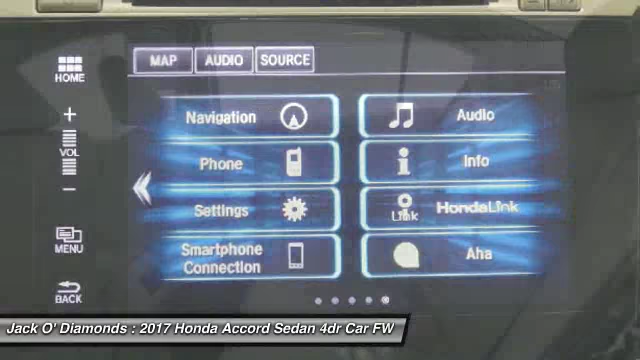 MAP AUDIO SOURCE
HOME
+
VOL
−
MENU
BACK
Navigation
Audio
Phone
Info
Settings
Link
HondaLink
Smartphone
Connection
Aha
Jack O' Diamonds : 2017 Honda Accord Sedan 4dr Car FW